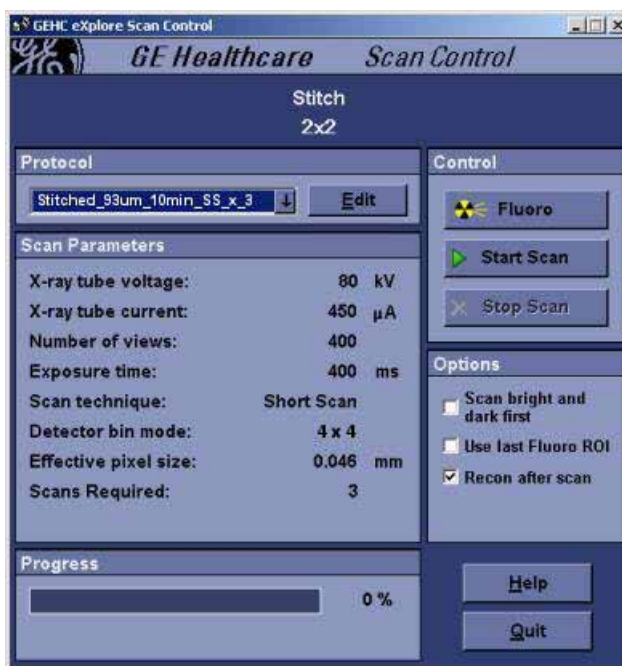 GEHC eXplore Scan Control
GE Healthcare Scan Control
Stitch
2x2
Protocol
Stitched_93um_10min_SS_x_3
Edit
Scan Parameters
X-ray tube voltage: 80 kV
X-ray tube current: 450 µA
Number of views: 400
Exposure time: 400 ms
Scan technique: Short Scan
Detector bin mode: 4 x 4
Effective pixel size: 0.046 mm
Scans Required: 3
Progress
0 %
Control
Fluoro
Start Scan
Stop Scan
Options
Scan bright and
dark first
Use last Fluoro ROI
Recon after scan
Help
Quit